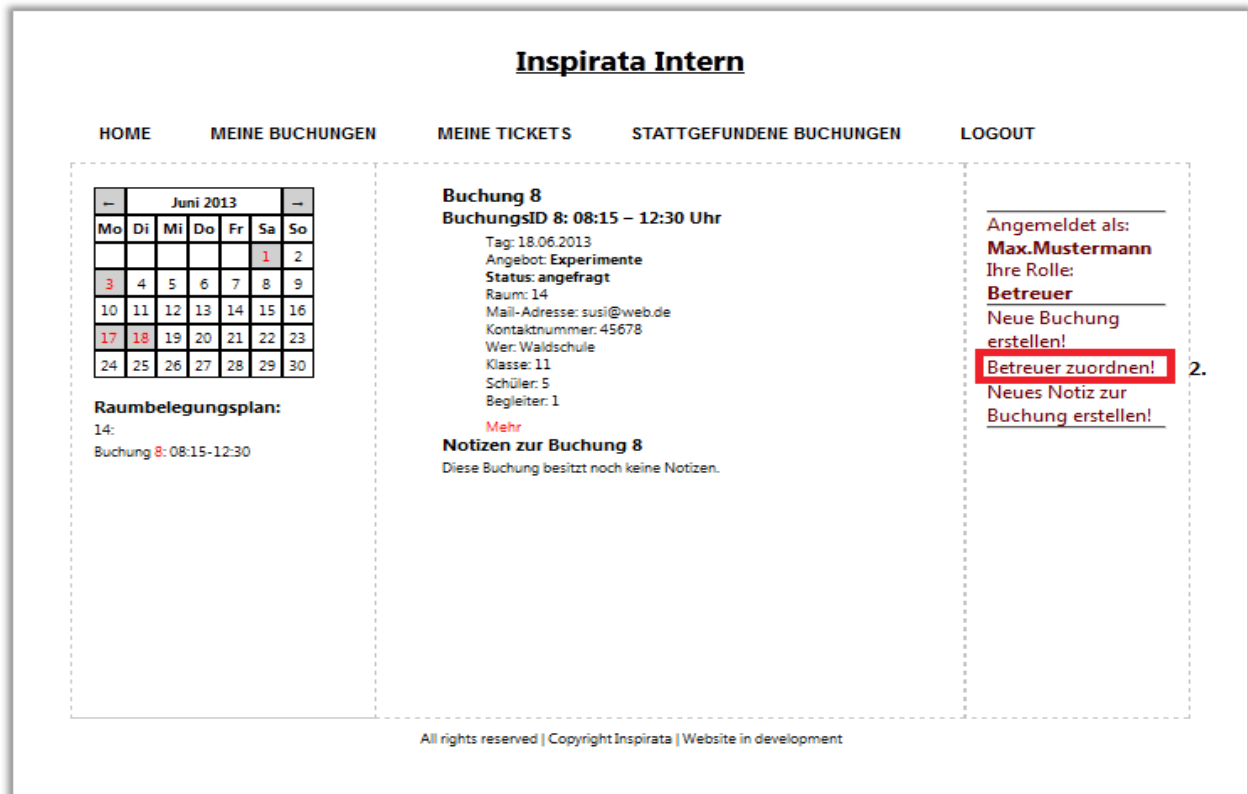 Inspirata Intern
HOME MEINE BUCHUNGEN MEINE TICKETS STATTGEFUNDENE BUCHUNGEN LOGOUT
← Juni 2013 →
Mo Di Mi Do Fr Sa So
1 2
3 4 5 6 7 8 9
10 11 12 13 14 15 16
17 18 19 20 21 22 23
24 25 26 27 28 29 30
Raumbelegungsplan:
14:
Buchung 8: 08:15-12:30
Buchung 8
BuchungsID 8: 08:15 – 12:30 Uhr
Tag: 18.06.2013
Angebot: Experimente
Status: angefragt
Raum: 14
Mail-Adresse: susi@web.de
Kontaktnummer: 45678
Wer: Waldschule
Klasse: 11
Schüler: 5
Begleiter: 1
Mehr
Notizen zur Buchung 8
Diese Buchung besitzt noch keine Notizen.
Angemeldet als:
Max.Mustermann
Ihre Rolle:
Betreuer
Neue Buchung
erstellen!
Betreuer zuordnen! 2.
Neues Notiz zur
Buchung erstellen!
All rights reserved | Copyright Inspirata | Website in development